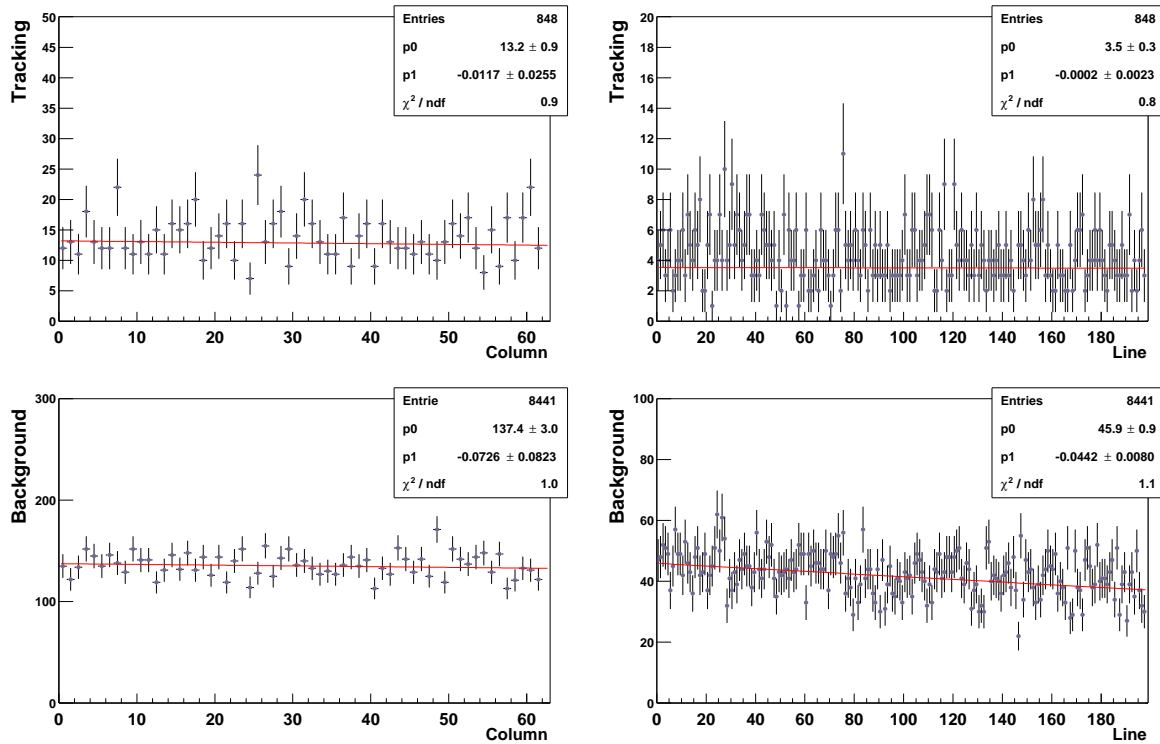 Tracking
50
45
40
35
30
25
20
15
10
5
0
0 10 20 30 40 50 60
Column
Entries 848
p0 13.2 ± 0.9
p1 -0.0117 ± 0.0255
χ² / ndf 0.9
Tracking
20
18
16
14
12
10
8
6
4
2
0
0 20 40 60 80 100 120 140 160 180
Line
Entries 848
p0 3.5 ± 0.3
p1 -0.0002 ± 0.0023
χ² / ndf 0.8
Background
300
200
100
0
0 10 20 30 40 50 60
Column
Entrie 8441
p0 137.4 ± 3.0
p1 -0.0726 ± 0.0823
χ² / ndf 1.0
Background
100
80
60
40
20
0
0 20 40 60 80 100 120 140 160 180
Line
Entries 8441
p0 45.9 ± 0.9
p1 -0.0442 ± 0.0080
χ² / ndf 1.1